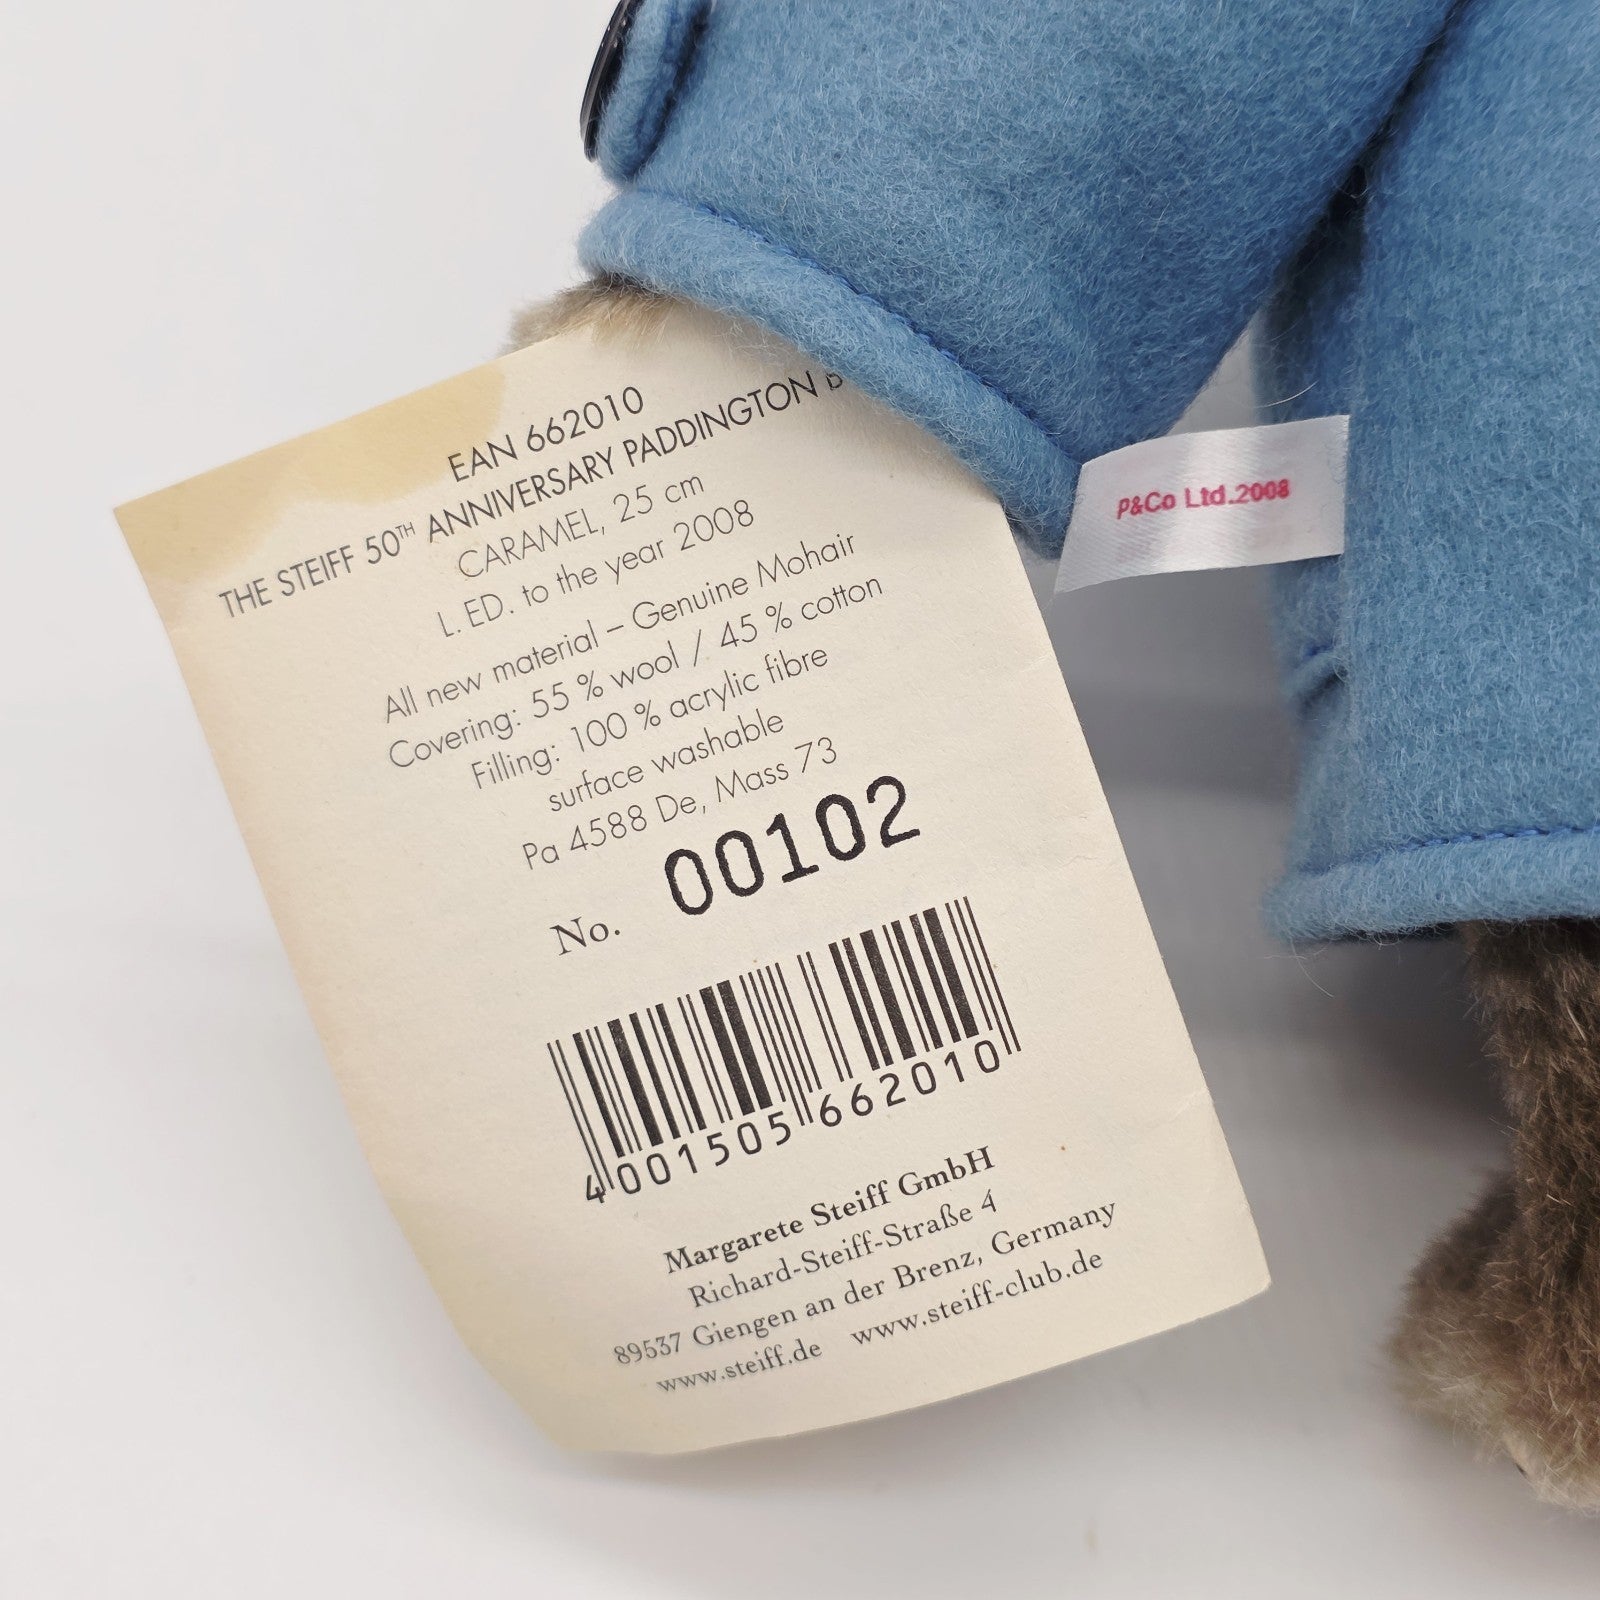 EAN 662010
THE STEIFF 50TH ANNIVERSARY PADDINGTON B
CARAMEL, 25 cm
L. ED. to the year 2008
All new material – Genuine Mohair
Covering: 55 % wool / 45 % cotton
Filling: 100 % acrylic fibre
surface washable
Pa 4588 De, Mass 73
No. 00102
4 001505 662010
Margarete Steiff GmbH
Richard-Steiff-Straße 4
89537 Giengen an der Brenz, Germany
www.steiff.de www.steiff-club.de
P&Co Ltd.2008